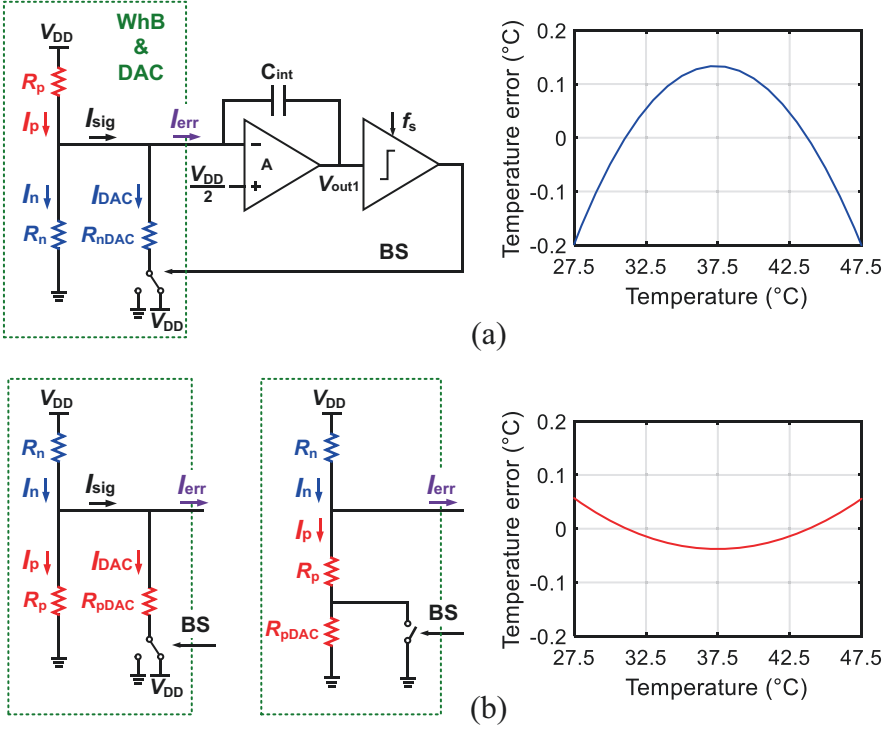 WhB
&
DAC
VDD
Rp
Ip
Isig
Ierr
Cint
A
VDD
2
Vout1
fs
In
Rn
IDAC
RnDAC
BS
VDD
Temperature error (°C)
0.2
0.1
0
-0.1
-0.2
27.5 32.5 37.5 42.5 47.5
Temperature (°C)
(a)
VDD
Rn
In
Isig
Ierr
Ip
Rp
IDAC
RpDAC
BS
VDD
VDD
Rn
In
Ierr
Ip
Rp
RpDAC
BS
Temperature error (°C)
0.2
0.1
0
-0.1
-0.2
27.5 32.5 37.5 42.5 47.5
Temperature (°C)
(b)